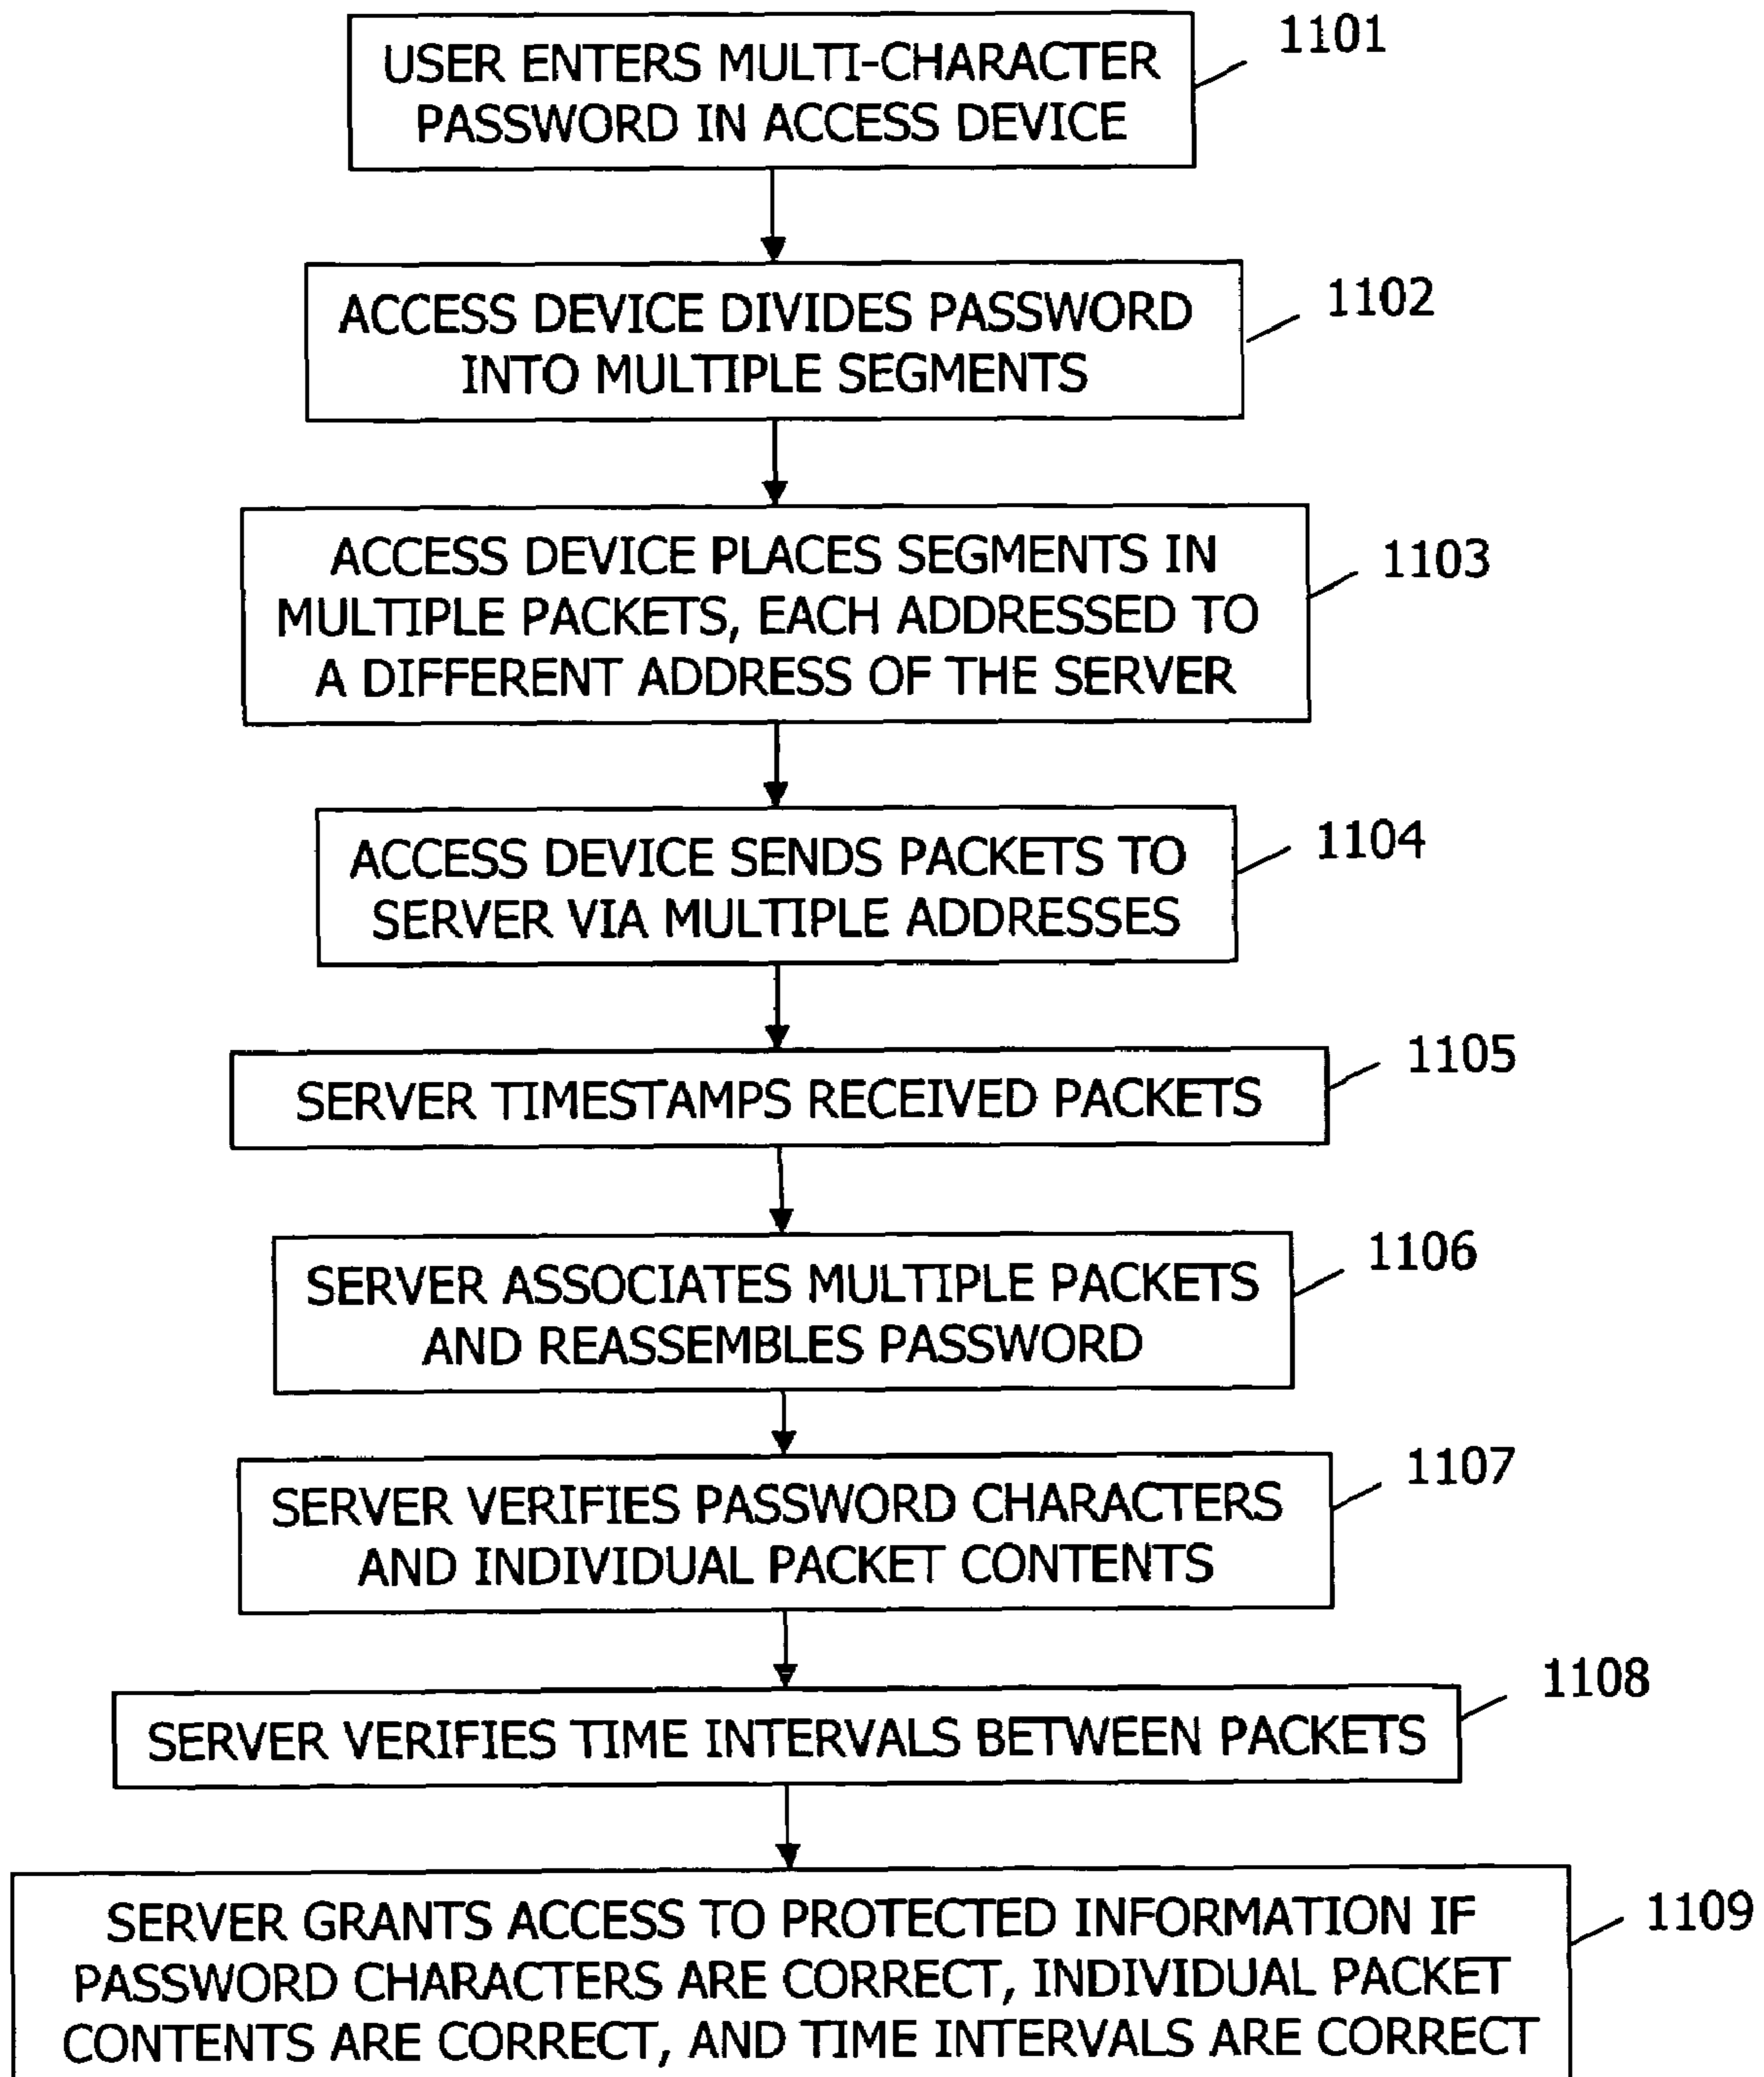 USER ENTERS MULTI-CHARACTER
PASSWORD IN ACCESS DEVICE
1101
ACCESS DEVICE DIVIDES PASSWORD
INTO MULTIPLE SEGMENTS
1102
ACCESS DEVICE PLACES SEGMENTS IN
MULTIPLE PACKETS, EACH ADDRESSED TO
A DIFFERENT ADDRESS OF THE SERVER
1103
ACCESS DEVICE SENDS PACKETS TO
SERVER VIA MULTIPLE ADDRESSES
1104
SERVER TIMESTAMPS RECEIVED PACKETS
1105
SERVER ASSOCIATES MULTIPLE PACKETS
AND REASSEMBLES PASSWORD
1106
SERVER VERIFIES PASSWORD CHARACTERS
AND INDIVIDUAL PACKET CONTENTS
1107
SERVER VERIFIES TIME INTERVALS BETWEEN PACKETS
1108
SERVER GRANTS ACCESS TO PROTECTED INFORMATION IF
PASSWORD CHARACTERS ARE CORRECT, INDIVIDUAL PACKET
CONTENTS ARE CORRECT, AND TIME INTERVALS ARE CORRECT
1109